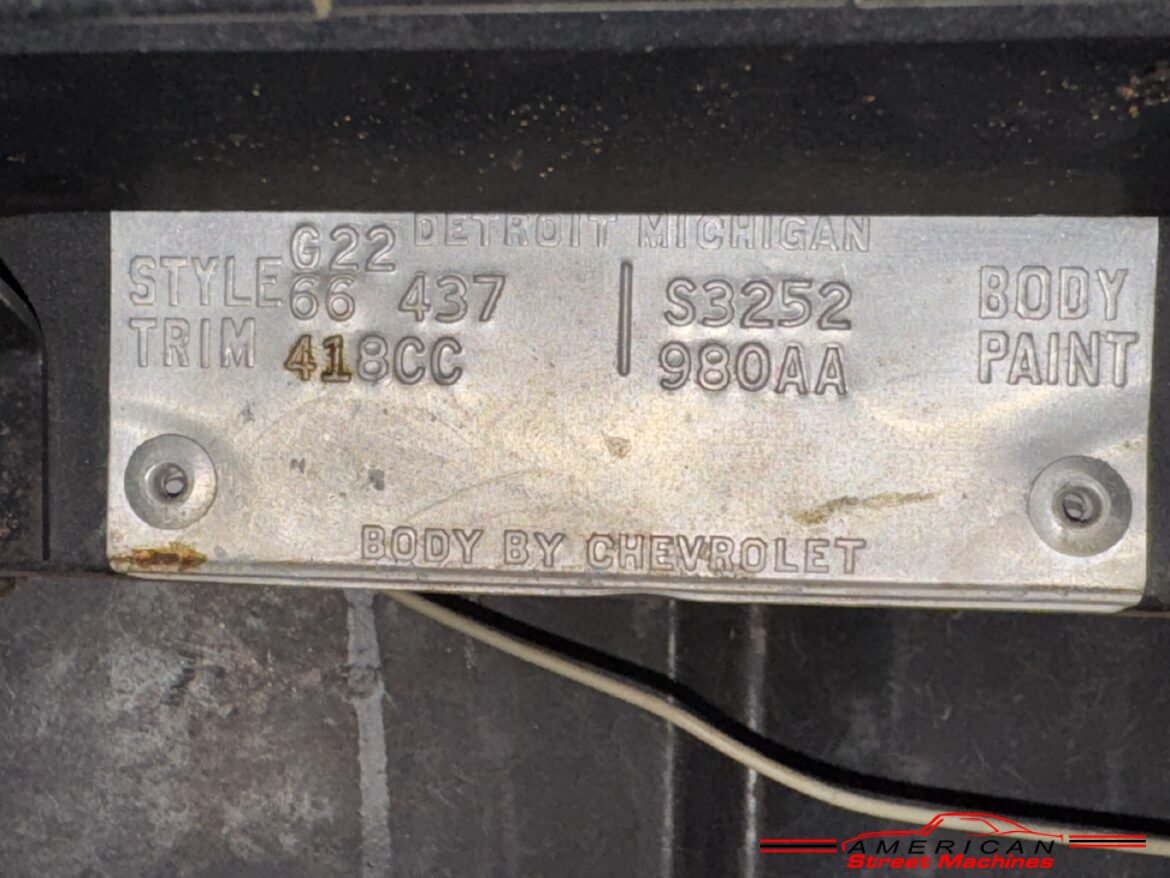 DETROIT MICHIGAN
G22
STYLE 66 437 | S3252 BODY
TRIM 418CC 980AA PAINT
BODY BY CHEVROLET
AMERICAN
Street Machines